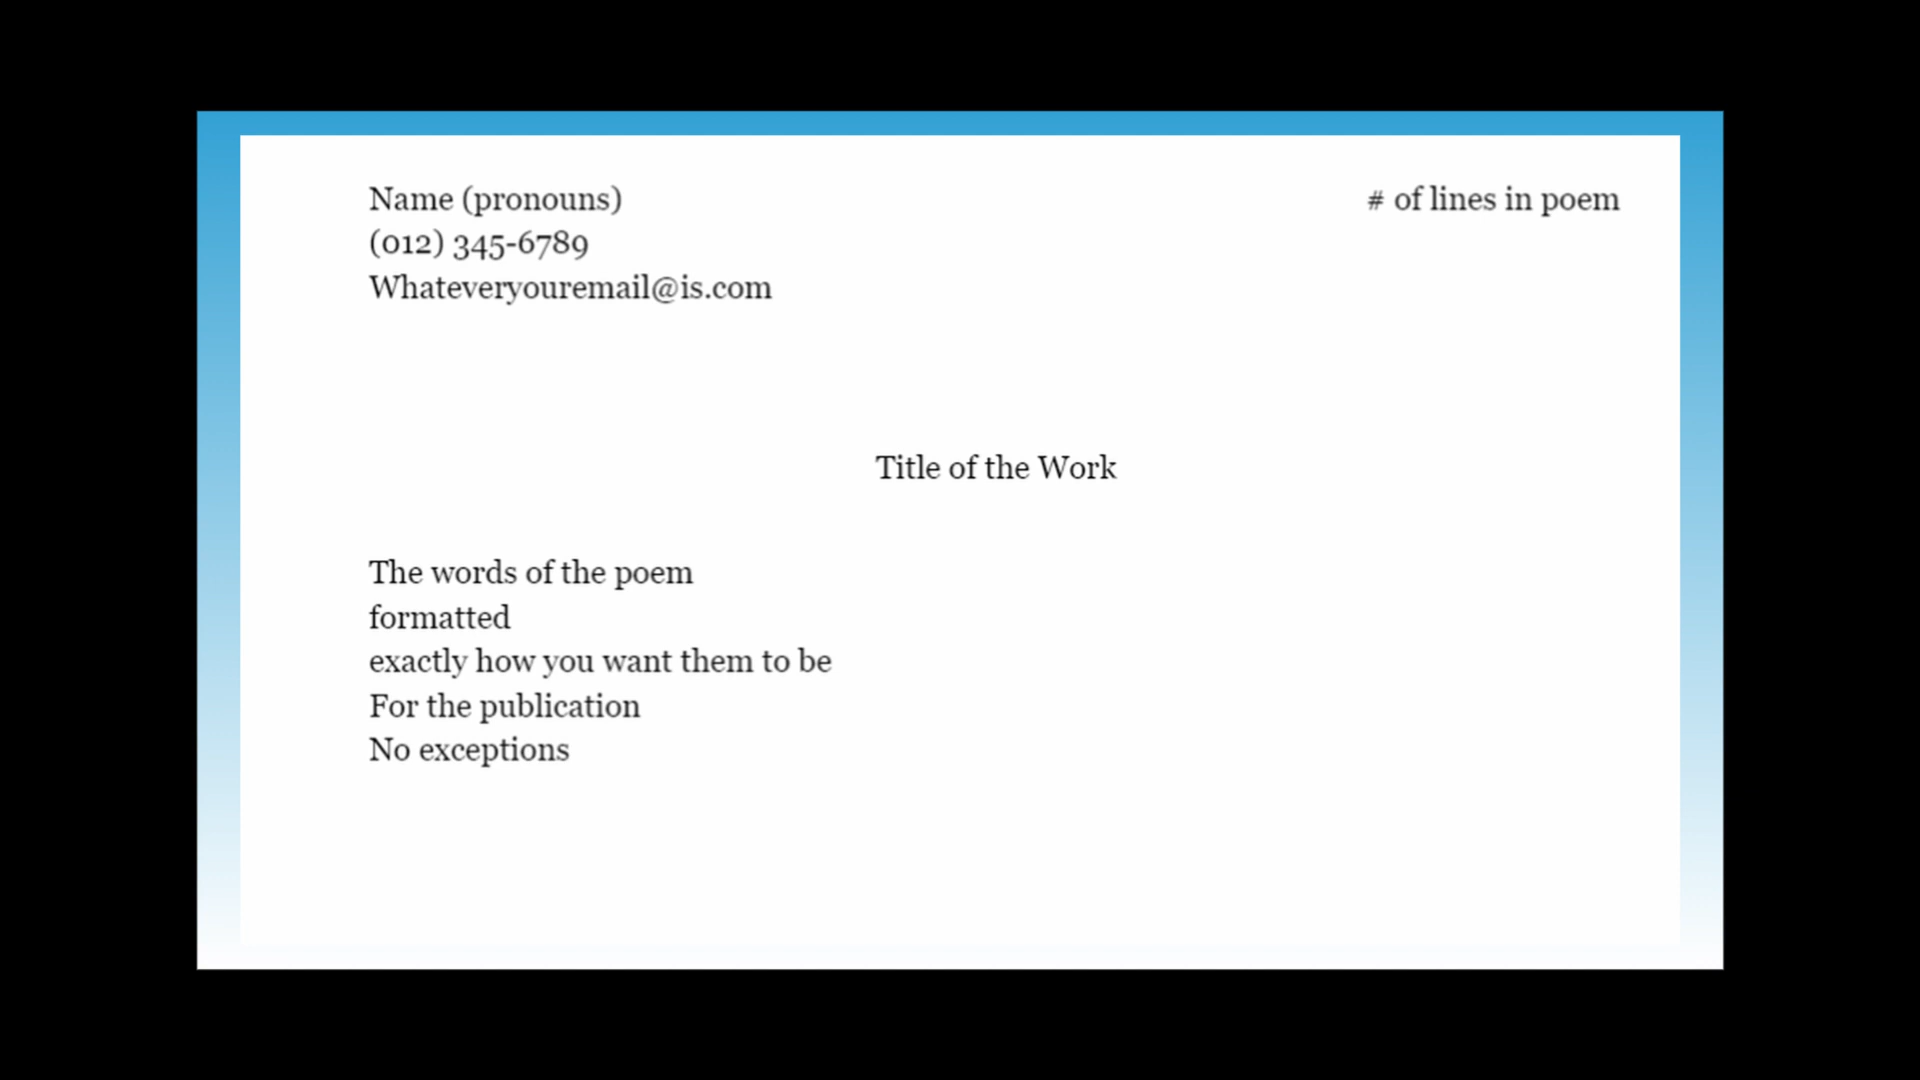 Name (pronouns) # of lines in poem
(012) 345-6789
Whateveryouremail@is.com
Title of the Work
The words of the poem
formatted
exactly how you want them to be
For the publication
No exceptions